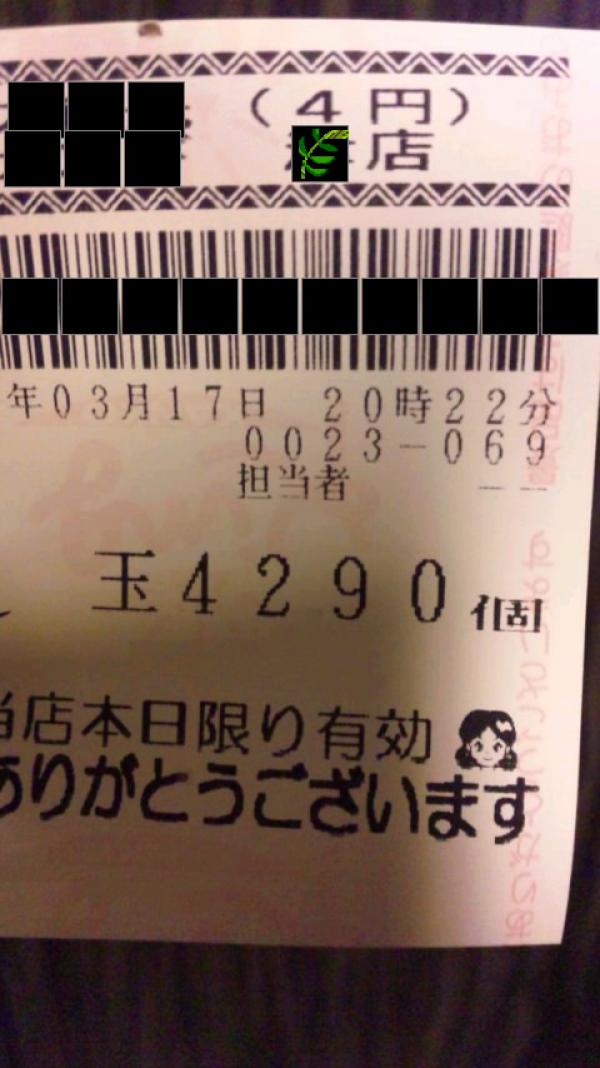 （４円）
店
年03月17日 20時22分
0023-069
担当者 --
玉4290個
当店本日限り有効
ありがとうございます